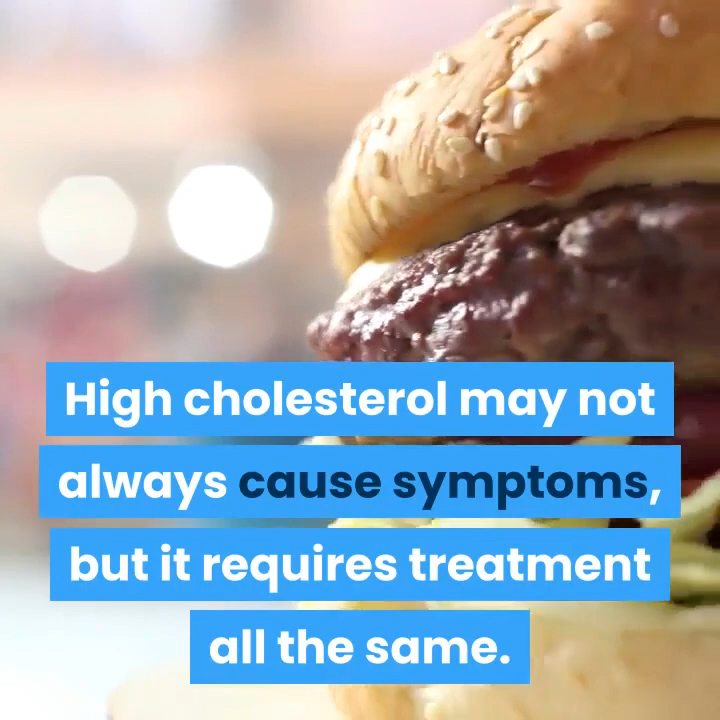 High cholesterol may not
always cause symptoms,
but it requires treatment
all the same.